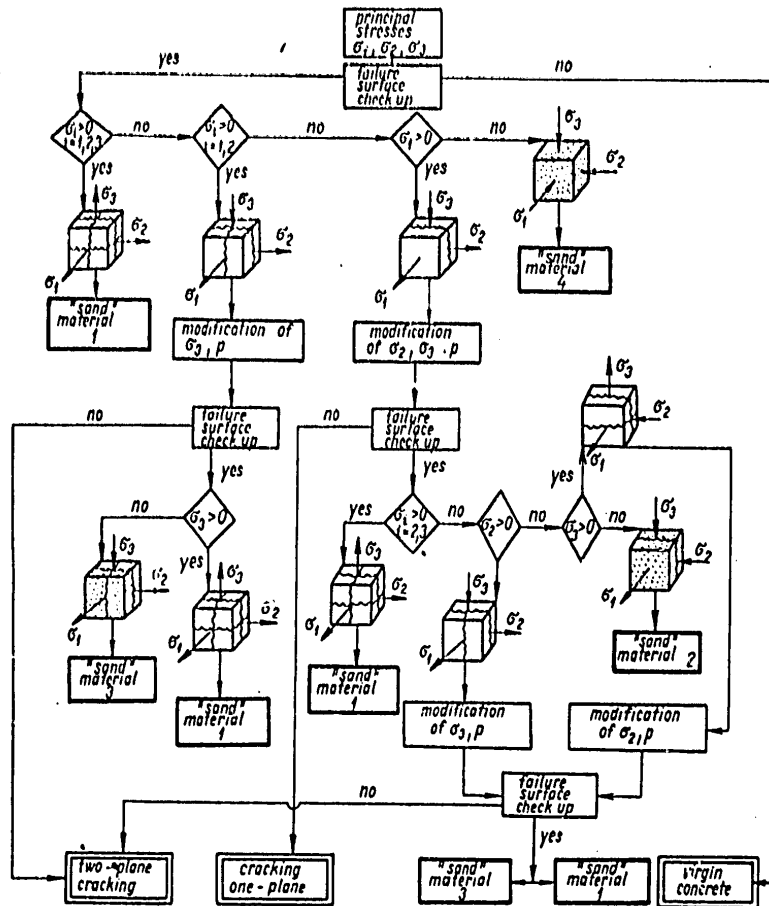 principal
stresses
σ1, σ2, σ3
yes
no
failure
surface
check up
σi>0
i=1,2,3
no
σi>0
i=1,2
no
σ1>0
no
σ3
σ2
σ1
yes
yes
yes
σ3
σ2
σ1
σ3
σ2
σ1
σ3
σ2
σ1
"sand"
material
4
"sand"
material
1
modification of
σ3, p
modification
of σ2, σ3, p
no
failure
surface
check up
no
failure
surface
check up
σ3
σ2
σ1
yes
yes
yes
no
σ3>0
yes
σi>0
i=2,3
no
σ2>0
no
σ3>0
no
σ3
σ2
σ1
σ3
σ2
σ1
yes
σ3
σ2
σ1
σ3
σ2
σ1
σ3
σ2
σ1
"sand"
material
"sand"
material
1
"sand"
material
1
"sand"
material 2
modification
of σ3, p
modification
of σ2, p
no
failure
surface
check up
yes
two-plane
cracking
cracking
one-plane
"sand"
material
3
"sand"
material
1
virgin
concrete